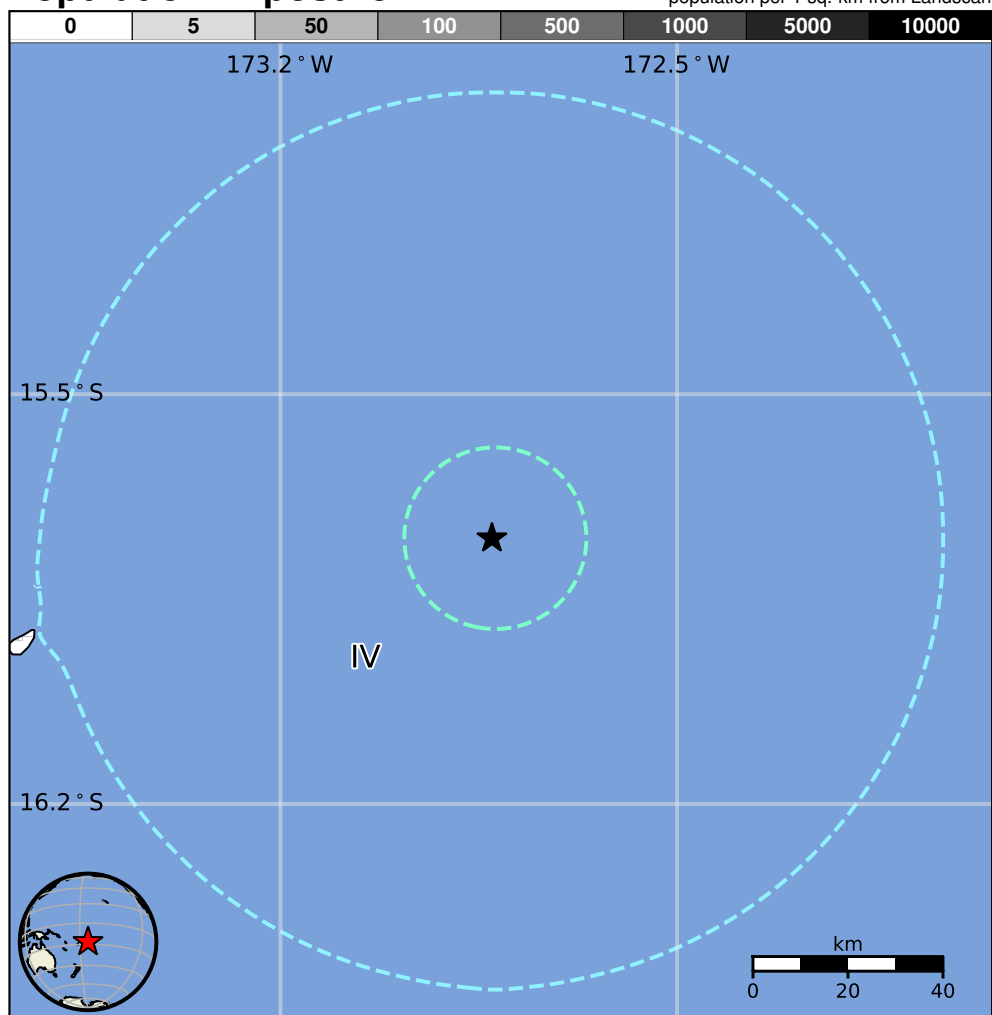 population per 1 sq. km from Landscan
0 5 50 100 500 1000 5000 10000
173.2°W 172.5°W
15.5°S
IV
16.2°S
km
0 20 40